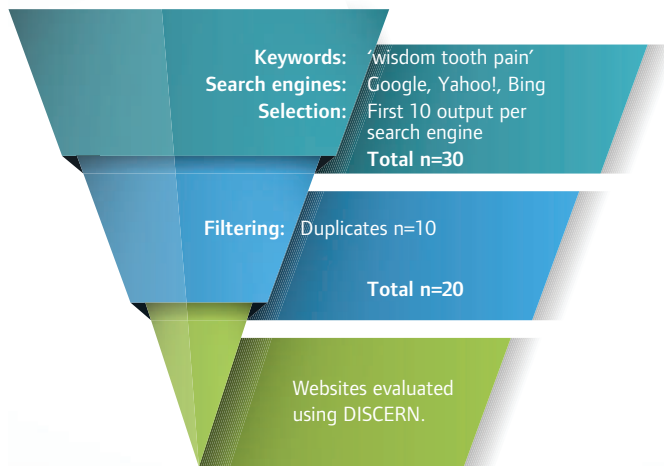 Keywords: ‘wisdom tooth pain’
Search engines: Google, Yahoo!, Bing
Selection: First 10 output per
search engine
Total n=30
Filtering: Duplicates n=10
Total n=20
Websites evaluated
using DISCERN.